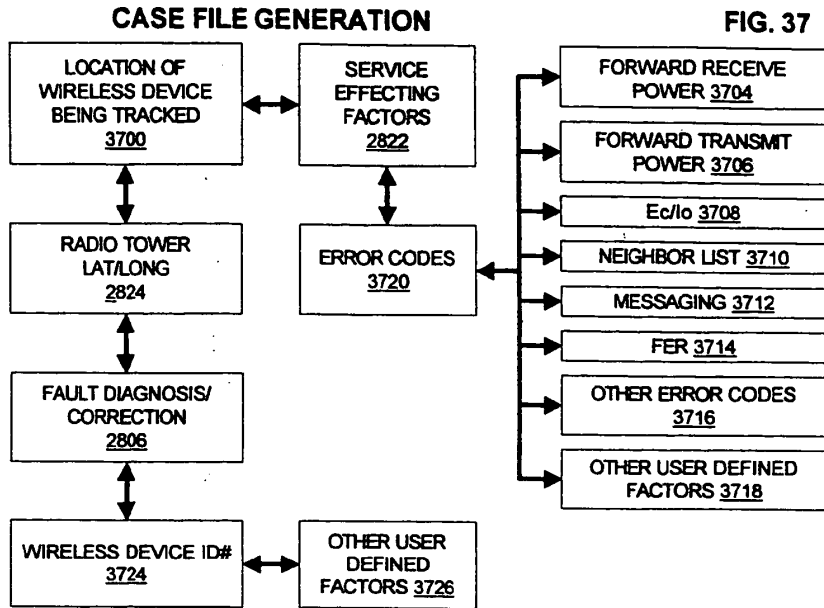 CASE FILE GENERATION
FIG. 37
LOCATION OF
WIRELESS DEVICE
BEING TRACKED
3700
SERVICE
EFFECTING
FACTORS
2822
RADIO TOWER
LAT/LONG
2824
ERROR CODES
3720
FAULT DIAGNOSIS/
CORRECTION
2806
WIRELESS DEVICE ID#
3724
OTHER USER
DEFINED
FACTORS 3726
FORWARD RECEIVE
POWER 3704
FORWARD TRANSMIT
POWER 3706
Ec/Io 3708
NEIGHBOR LIST 3710
MESSAGING 3712
FER 3714
OTHER ERROR CODES
3716
OTHER USER DEFINED
FACTORS 3718